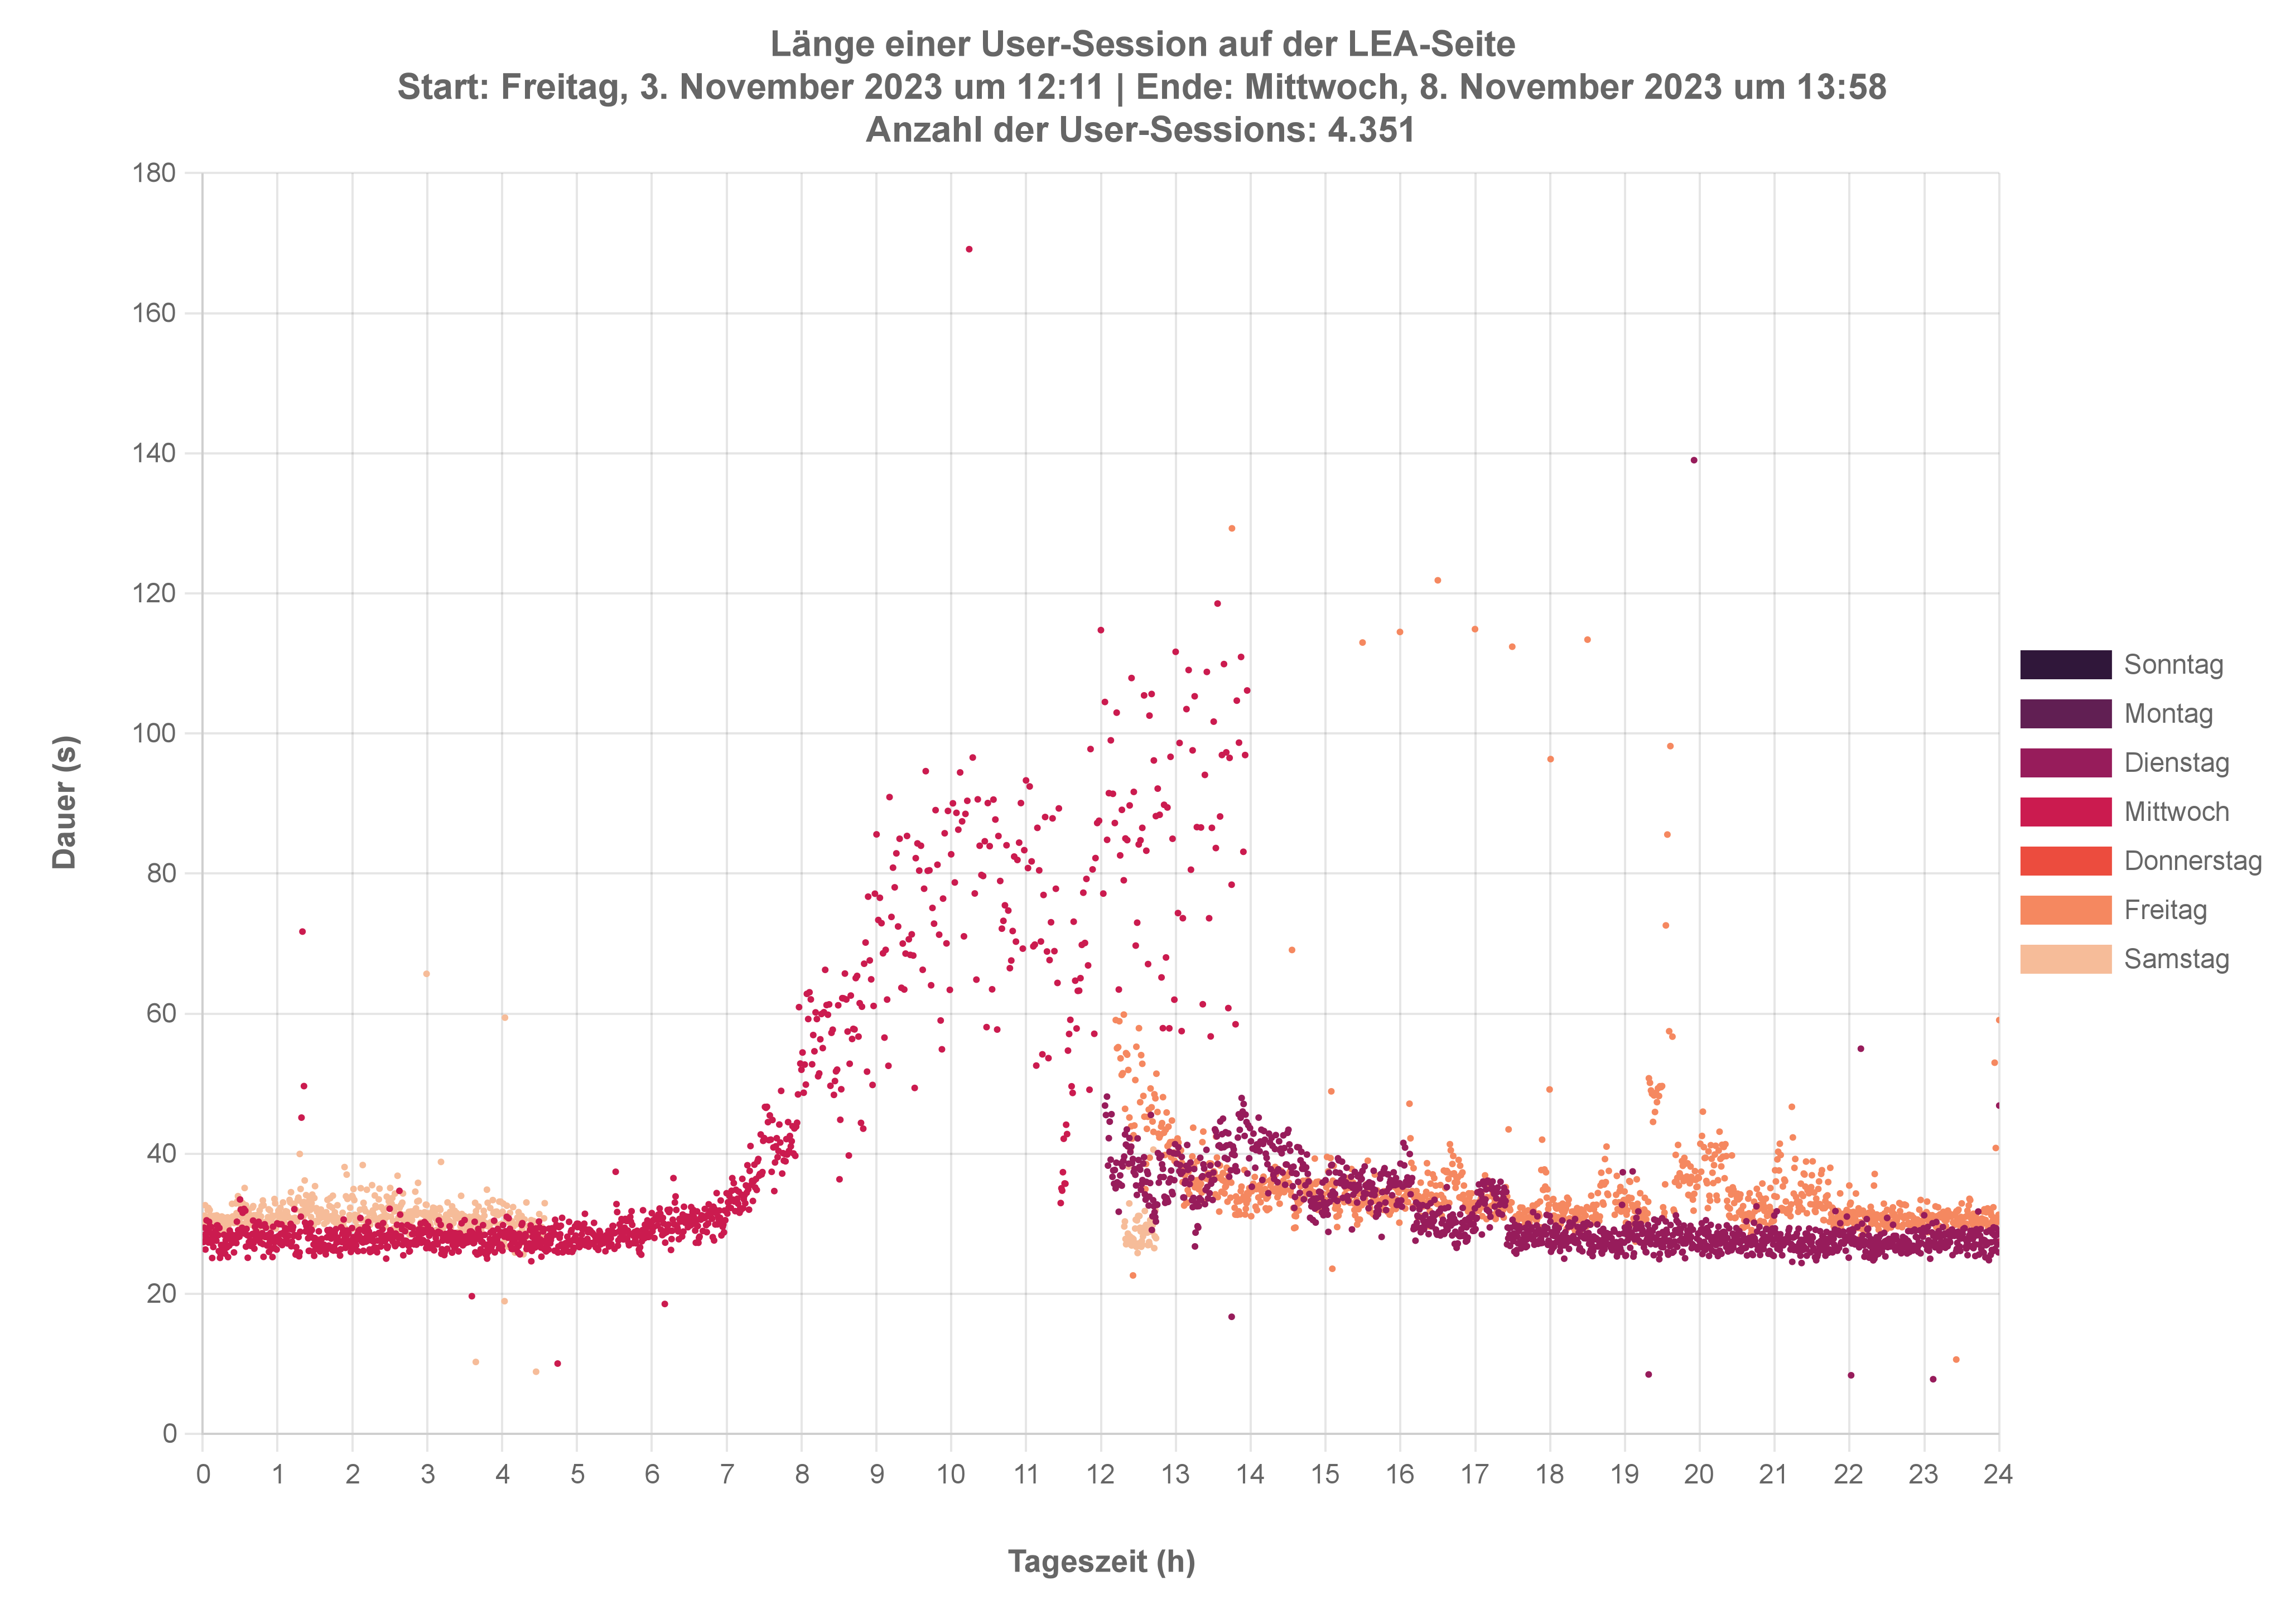 Länge einer User-Session auf der LEA-Seite
Start: Freitag, 3. November 2023 um 12:11 | Ende: Mittwoch, 8. November 2023 um 13:58
Anzahl der User-Sessions: 4.351
180
160
140
120
100
80
60
40
20
0
Dauer (s)
0 1 2 3 4 5 6 7 8 9 10 11 12 13 14 15 16 17 18 19 20 21 22 23 24
Tageszeit (h)
Sonntag
Montag
Dienstag
Mittwoch
Donnerstag
Freitag
Samstag